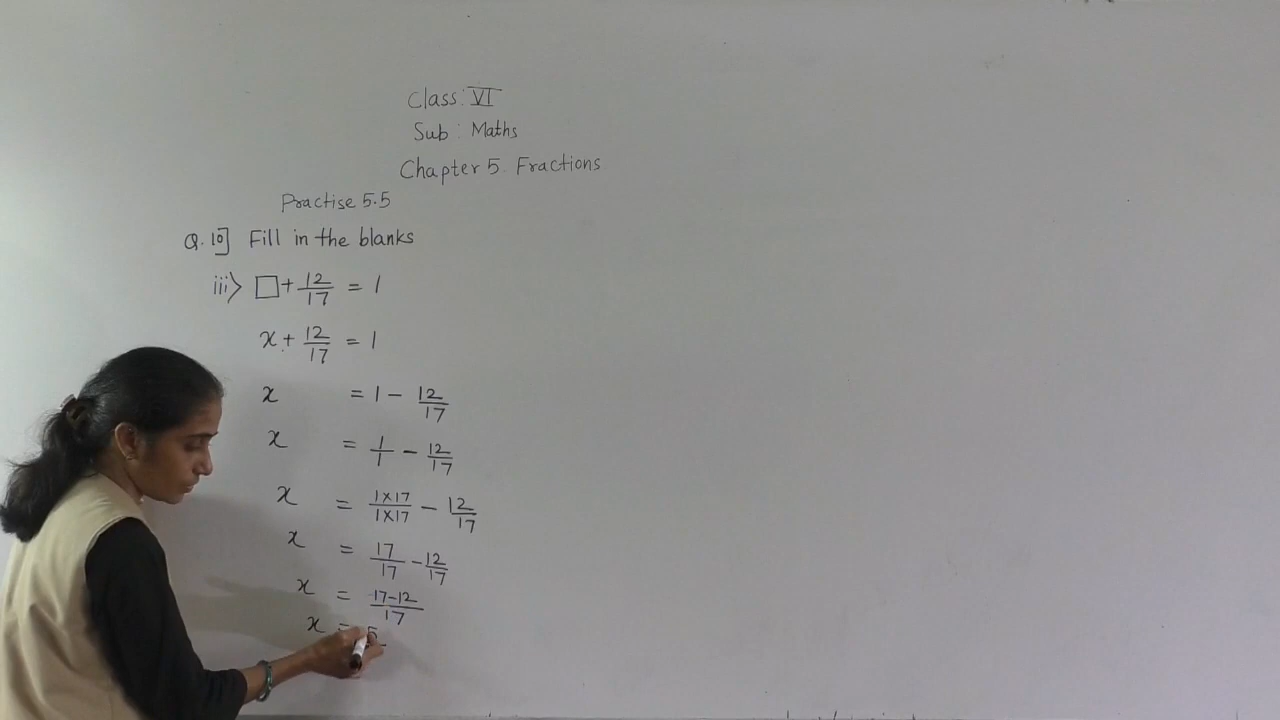 Class: VI
Sub : Maths
Chapter 5. Fractions
Practise 5.5
Q.10] Fill in the blanks
iii> □ + 12/17 = 1
x + 12/17 = 1
x = 1 - 12/17
x = 1/1 - 12/17
x = 1×17/1×17 - 12/17
x = 17/17 - 12/17
x = 17-12/17
x = 5